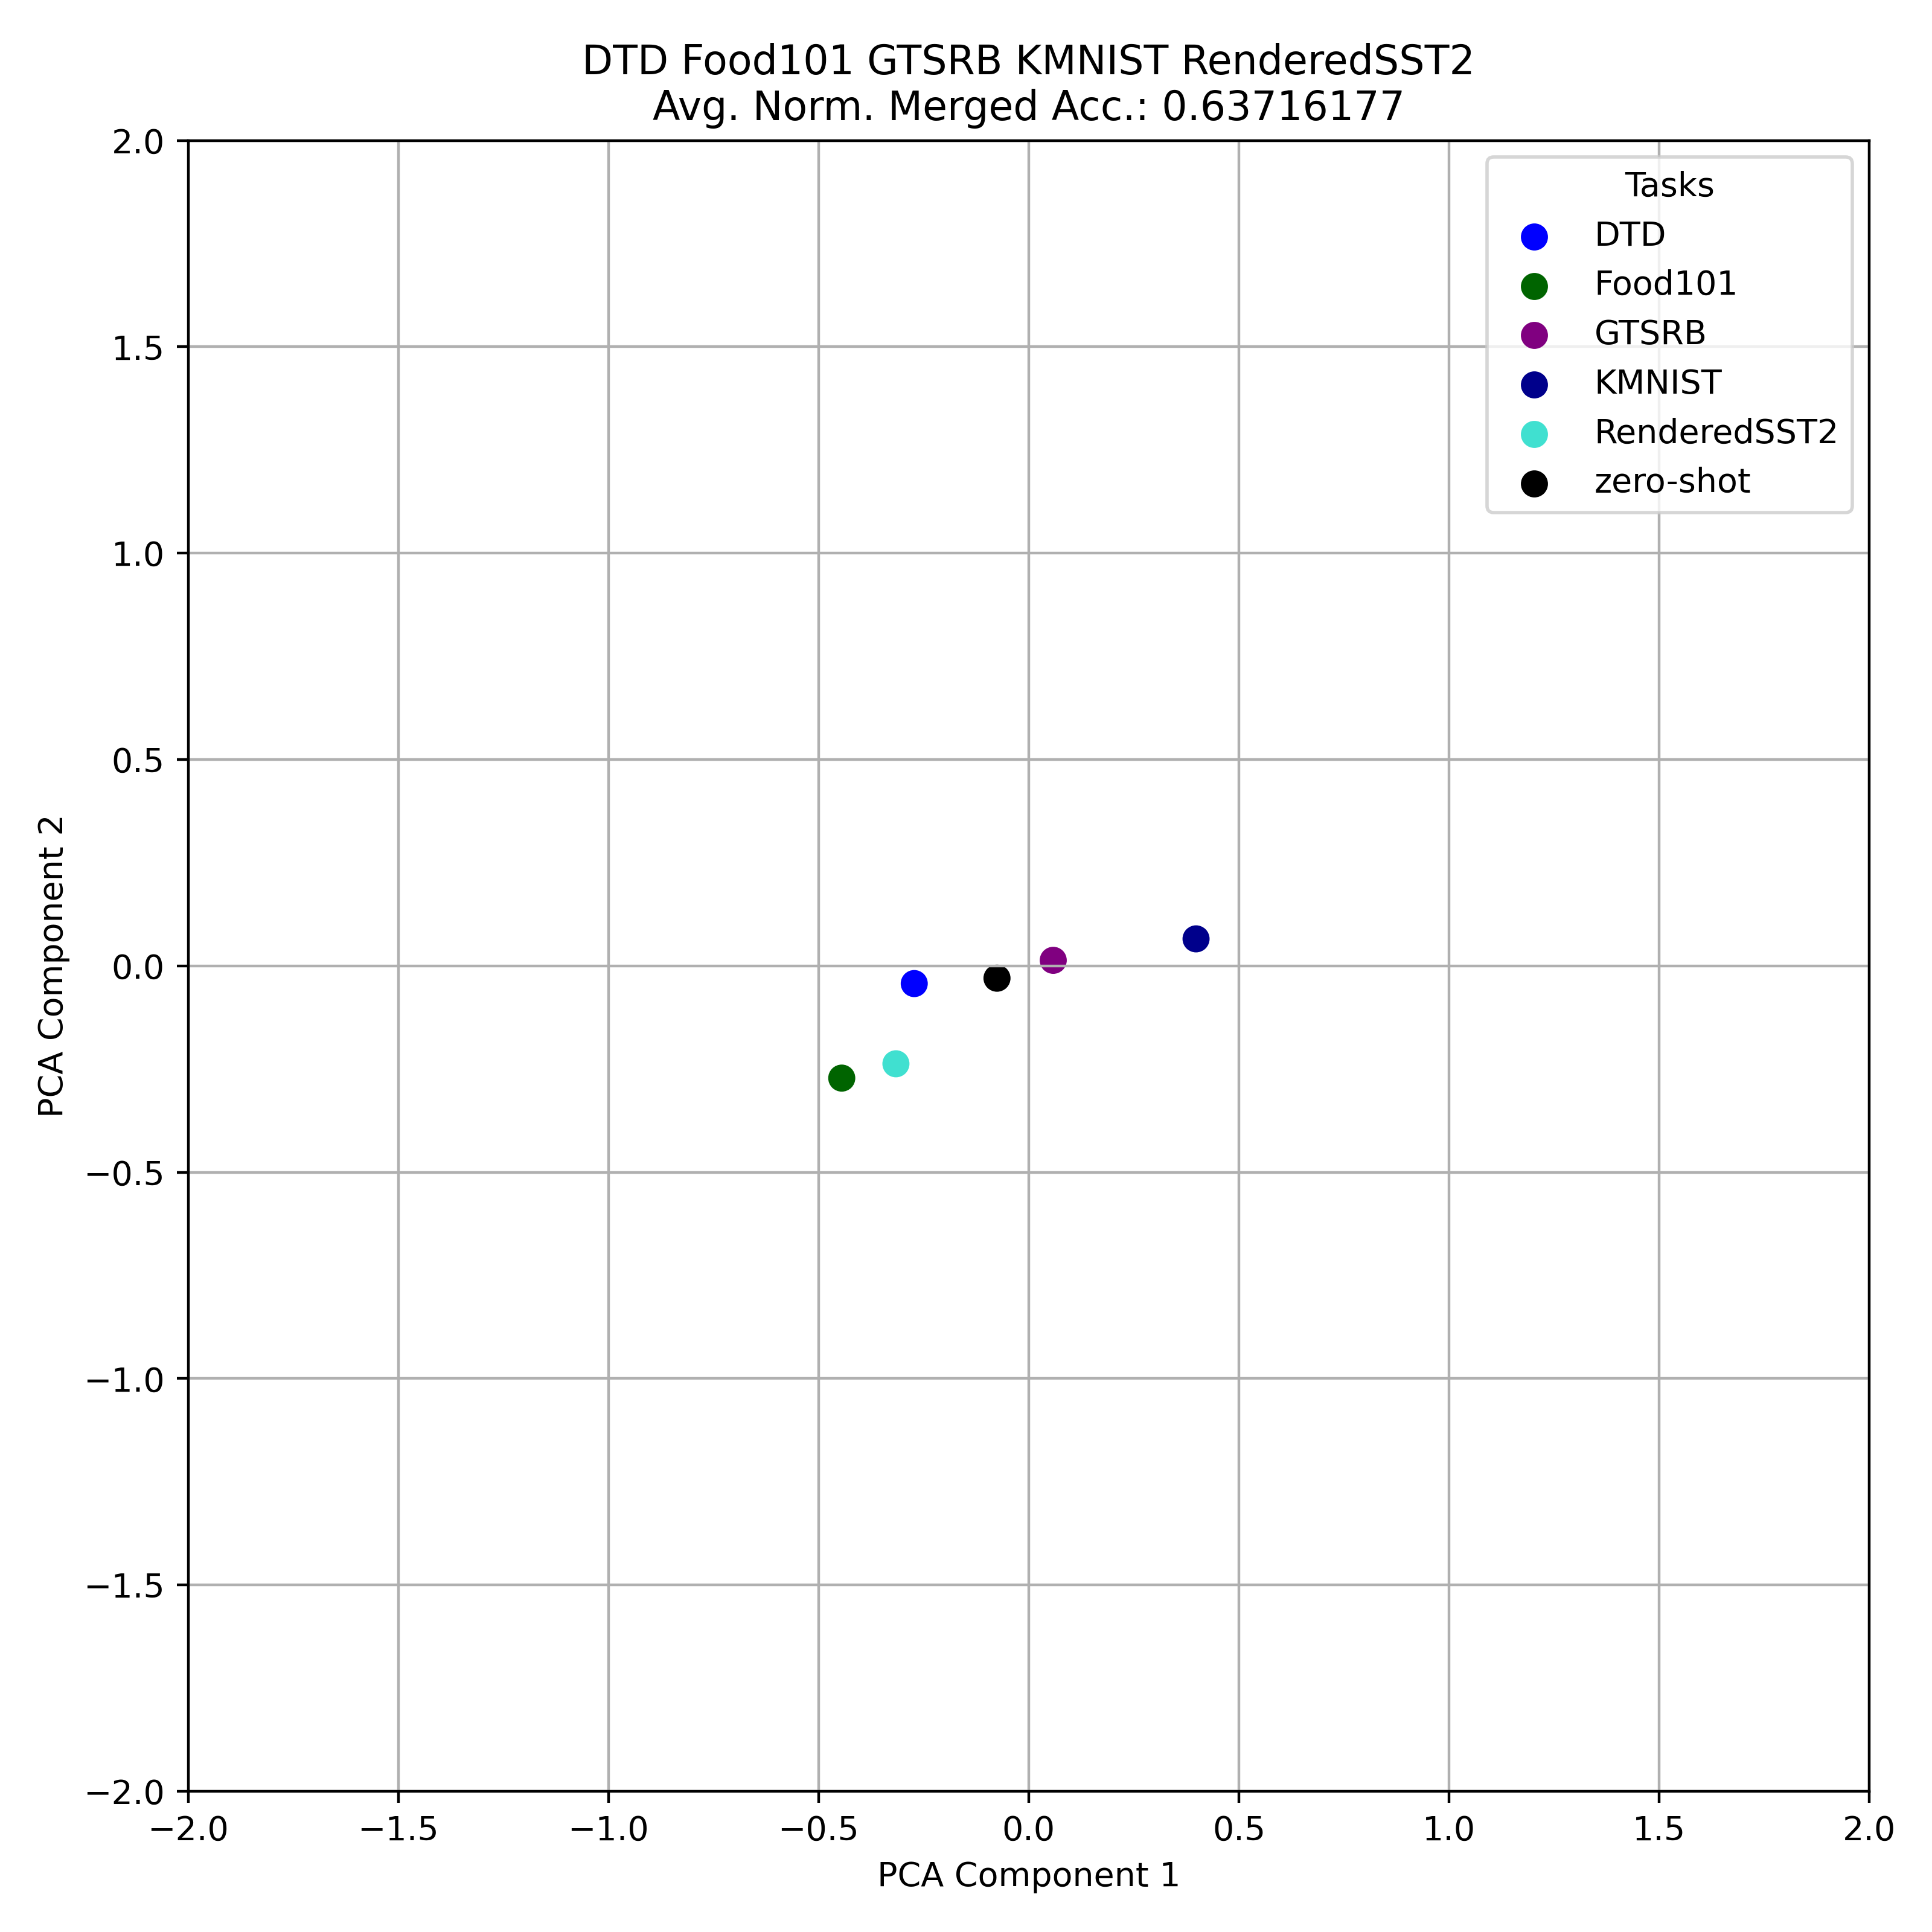 DTD Food101 GTSRB KMNIST RenderedSST2
Avg. Norm. Merged Acc.: 0.63716177
Tasks
DTD
Food101
GTSRB
KMNIST
RenderedSST2
zero-shot
PCA Component 2
2.0
1.5
1.0
0.5
0.0
−0.5
−1.0
−1.5
−2.0
−2.0 −1.5 −1.0 −0.5 0.0 0.5 1.0 1.5 2.0
PCA Component 1